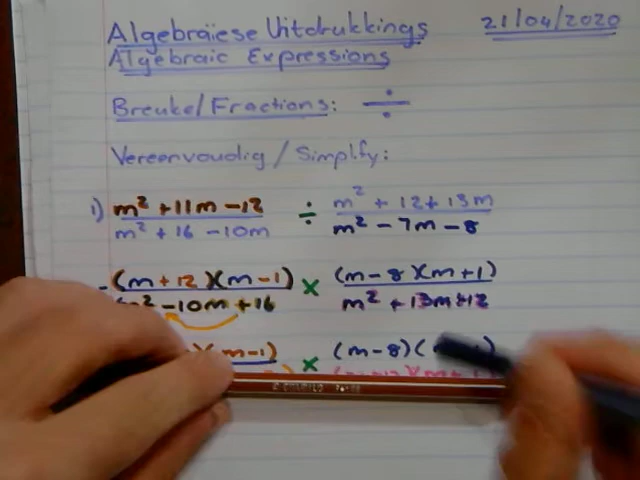 Algebraïese Uitdrukkings 21/04/2020
Algebraic Expressions
Breuke/Fractions: ÷
Vereenvoudig / Simplify:
1) m² + 11m - 12 ÷ m² + 12 + 13m
m² + 16 - 10m m² - 7m - 8
(m + 12)(m - 1) × (m - 8)(m + 1)
m² - 10m + 16 m² + 13m + 12
)(m - 1) × (m - 8)(